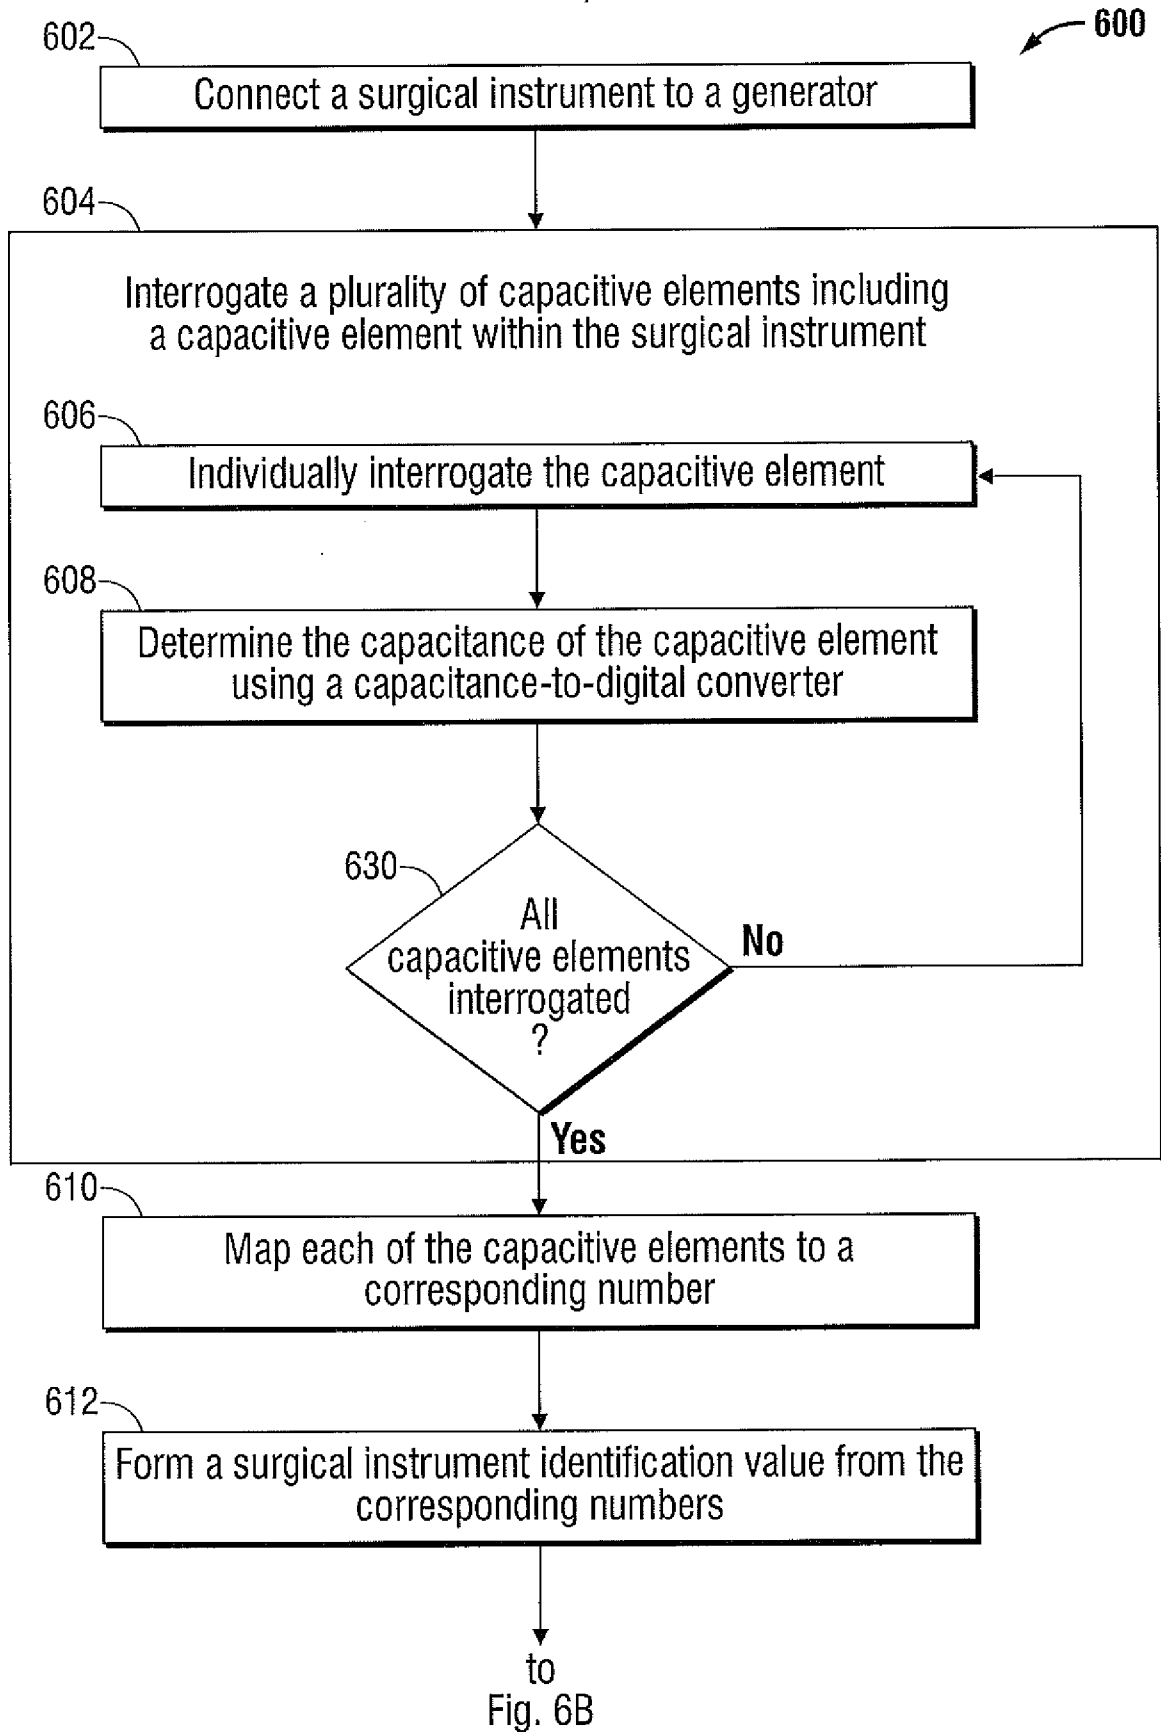 600
602
Connect a surgical instrument to a generator
604
Interrogate a plurality of capacitive elements including
a capacitive element within the surgical instrument
606
Individually interrogate the capacitive element
608
Determine the capacitance of the capacitive element
using a capacitance-to-digital converter
630
All
capacitive elements
interrogated
?
No
Yes
610
Map each of the capacitive elements to a
corresponding number
612
Form a surgical instrument identification value from the
corresponding numbers
to
Fig. 6B